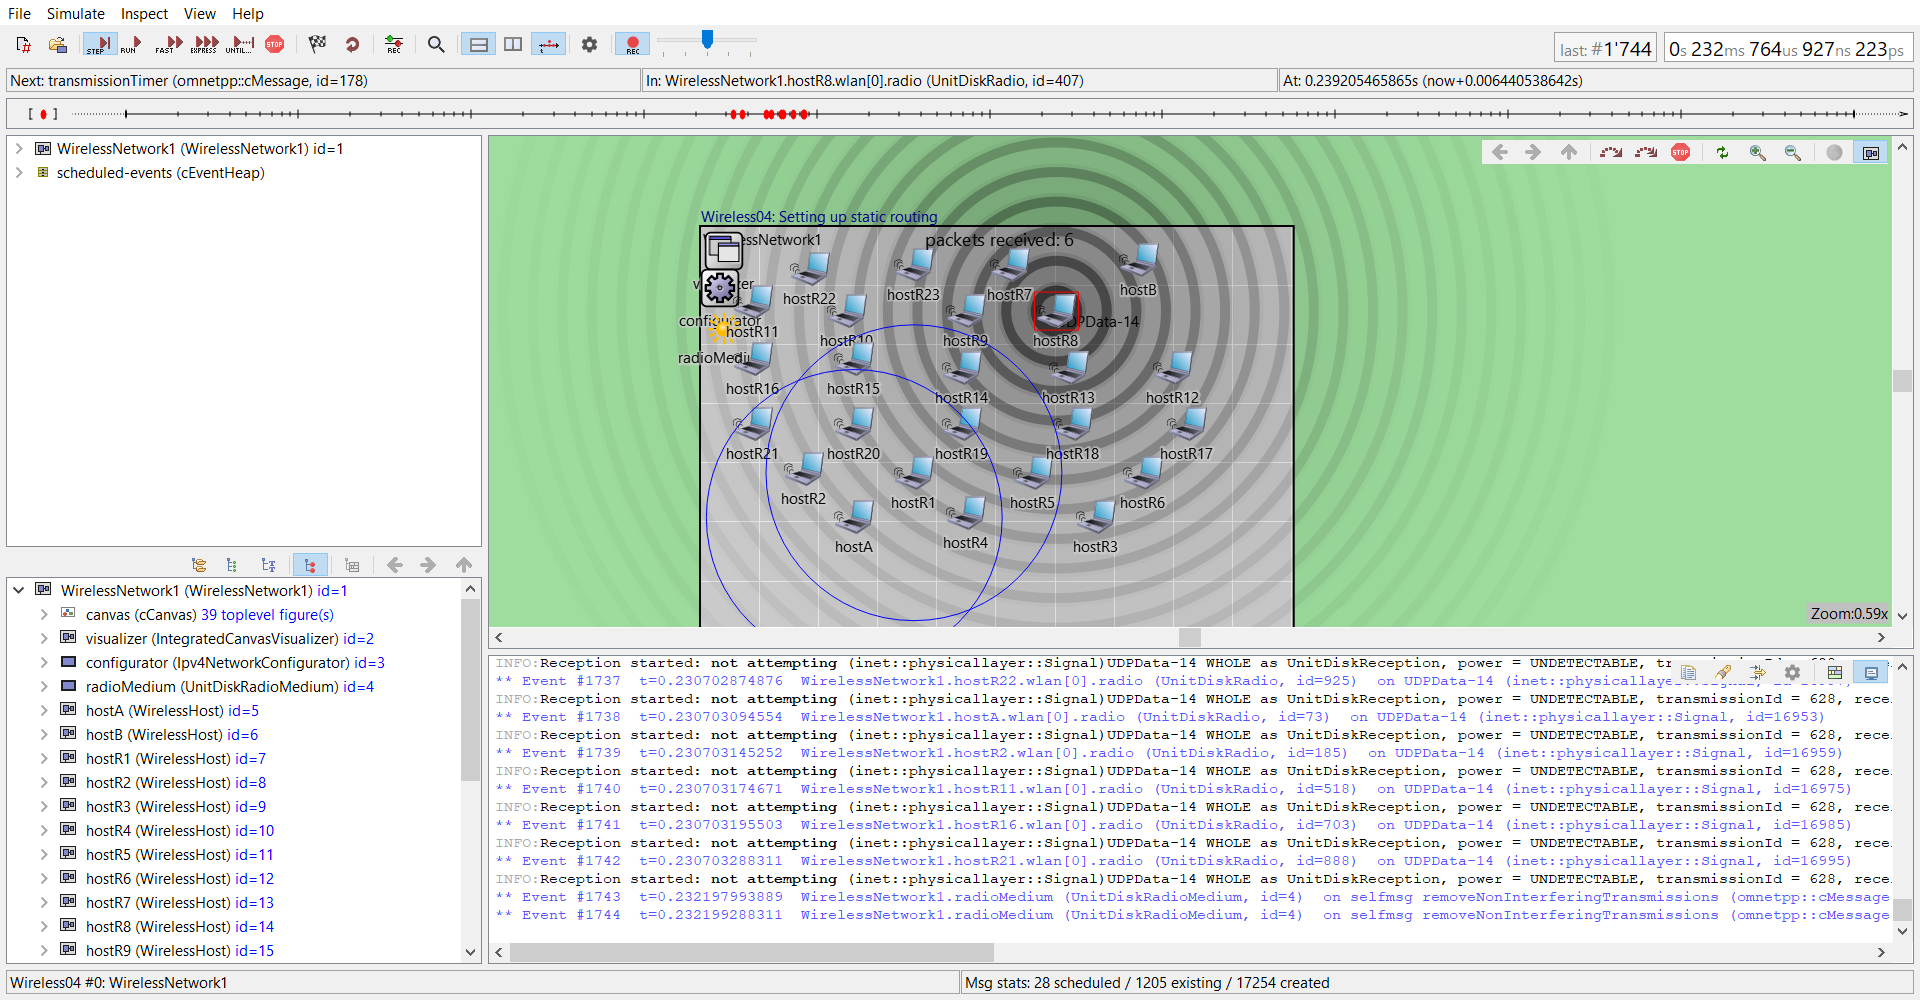 File Simulate Inspect View Help
STEP RUN FAST EXPRESS UNTIL... STOP REC REC
last: #1'744 0s 232ms 764us 927ns 223ps
Next: transmissionTimer (omnetpp::cMessage, id=178) In: WirelessNetwork1.hostR8.wlan[0].radio (UnitDiskRadio, id=407) At: 0.239205465865s (now+0.006440538642s)
WirelessNetwork1 (WirelessNetwork1) id=1
scheduled-events (cEventHeap)
WirelessNetwork1 (WirelessNetwork1) id=1
canvas (cCanvas) 39 toplevel figure(s)
visualizer (IntegratedCanvasVisualizer) id=2
configurator (Ipv4NetworkConfigurator) id=3
radioMedium (UnitDiskRadioMedium) id=4
hostA (WirelessHost) id=5
hostB (WirelessHost) id=6
hostR1 (WirelessHost) id=7
hostR2 (WirelessHost) id=8
hostR3 (WirelessHost) id=9
hostR4 (WirelessHost) id=10
hostR5 (WirelessHost) id=11
hostR6 (WirelessHost) id=12
hostR7 (WirelessHost) id=13
hostR8 (WirelessHost) id=14
hostR9 (WirelessHost) id=15
STOP
Wireless04: Setting up static routing
packets received: 6
hostR22 hostR23 hostR7 hostB
configurator
hostR11 hostR10 hostR9 hostR8 DPData-14
radioMedi
hostR16 hostR15 hostR14 hostR13 hostR12
hostR21 hostR20 hostR19 hostR18 hostR17
hostR2 hostR1 hostR5 hostR6
hostA hostR4 hostR3
Zoom:0.59x
INFO:Reception started: not attempting (inet::physicallayer::Signal)UDPData-14 WHOLE as UnitDiskReception, power = UNDETECTABLE,
** Event #1737 t=0.230702874876 WirelessNetwork1.hostR22.wlan[0].radio (UnitDiskRadio, id=925) on UDPData-14 (inet::physicallayer::Signal,
INFO:Reception started: not attempting (inet::physicallayer::Signal)UDPData-14 WHOLE as UnitDiskReception, power = UNDETECTABLE, transmissionId = 628, rece
** Event #1738 t=0.230703094554 WirelessNetwork1.hostA.wlan[0].radio (UnitDiskRadio, id=73) on UDPData-14 (inet::physicallayer::Signal, id=16953)
INFO:Reception started: not attempting (inet::physicallayer::Signal)UDPData-14 WHOLE as UnitDiskReception, power = UNDETECTABLE, transmissionId = 628, rece
** Event #1739 t=0.230703145252 WirelessNetwork1.hostR2.wlan[0].radio (UnitDiskRadio, id=185) on UDPData-14 (inet::physicallayer::Signal, id=16959)
INFO:Reception started: not attempting (inet::physicallayer::Signal)UDPData-14 WHOLE as UnitDiskReception, power = UNDETECTABLE, transmissionId = 628, rece
** Event #1740 t=0.230703174671 WirelessNetwork1.hostR11.wlan[0].radio (UnitDiskRadio, id=518) on UDPData-14 (inet::physicallayer::Signal, id=16975)
INFO:Reception started: not attempting (inet::physicallayer::Signal)UDPData-14 WHOLE as UnitDiskReception, power = UNDETECTABLE, transmissionId = 628, rece
** Event #1741 t=0.230703195503 WirelessNetwork1.hostR16.wlan[0].radio (UnitDiskRadio, id=703) on UDPData-14 (inet::physicallayer::Signal, id=16985)
INFO:Reception started: not attempting (inet::physicallayer::Signal)UDPData-14 WHOLE as UnitDiskReception, power = UNDETECTABLE, transmissionId = 628, rece
** Event #1742 t=0.230703288311 WirelessNetwork1.hostR21.wlan[0].radio (UnitDiskRadio, id=888) on UDPData-14 (inet::physicallayer::Signal, id=16995)
INFO:Reception started: not attempting (inet::physicallayer::Signal)UDPData-14 WHOLE as UnitDiskReception, power = UNDETECTABLE, transmissionId = 628, rece
** Event #1743 t=0.232197993889 WirelessNetwork1.radioMedium (UnitDiskRadioMedium, id=4) on selfmsg removeNonInterferingTransmissions (omnetpp::cMessage
** Event #1744 t=0.232199288311 WirelessNetwork1.radioMedium (UnitDiskRadioMedium, id=4) on selfmsg removeNonInterferingTransmissions (omnetpp::cMessage
Wireless04 #0: WirelessNetwork1 Msg stats: 28 scheduled / 1205 existing / 17254 created